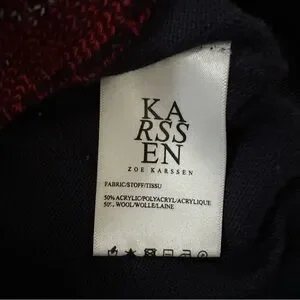 KA
RSS
EN
ZOE KARSSEN
FABRIC/STOFF/TISSU
50% ACRYLIC/POLYACRYL/ACRYLIQUE
50% WOOL/WOLLE/LAINE